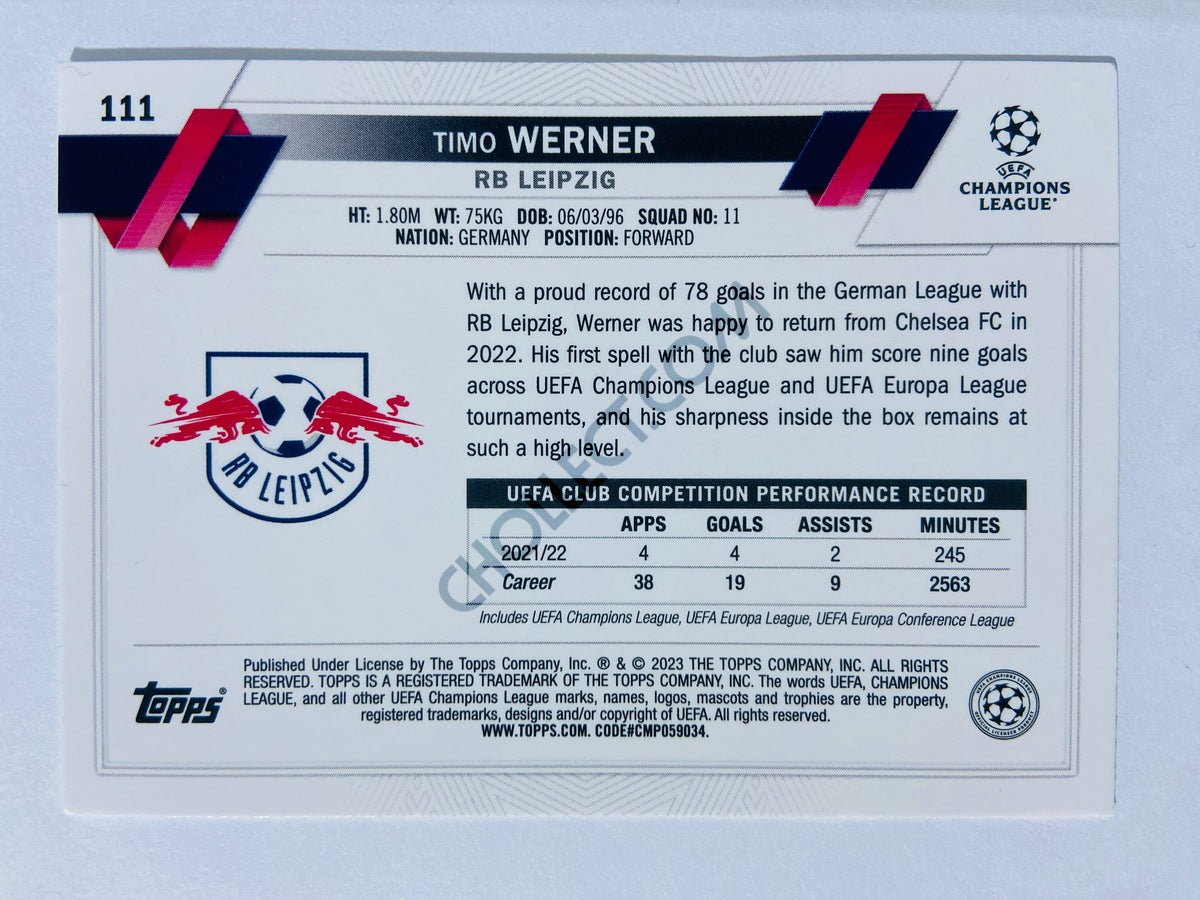 111
TIMO WERNER
RB LEIPZIG
UEFA
CHAMPIONS
LEAGUE®
HT: 1.80M WT: 75KG DOB: 06/03/96 SQUAD NO: 11
NATION: GERMANY POSITION: FORWARD
With a proud record of 78 goals in the German League with
RB Leipzig, Werner was happy to return from Chelsea FC in
2022. His first spell with the club saw him score nine goals
across UEFA Champions League and UEFA Europa League
tournaments, and his sharpness inside the box remains at
such a high level.
RB LEIPZIG
CHOLLECT.COM
UEFA CLUB COMPETITION PERFORMANCE RECORD
APPS GOALS ASSISTS MINUTES
2021/22 4 4 2 245
Career 38 19 9 2563
Includes UEFA Champions League, UEFA Europa League, UEFA Europa Conference League
Topps®
Published Under License by The Topps Company, Inc. ® & © 2023 THE TOPPS COMPANY, INC. ALL RIGHTS
RESERVED. TOPPS IS A REGISTERED TRADEMARK OF THE TOPPS COMPANY, INC. The words UEFA, CHAMPIONS
LEAGUE, and all other UEFA Champions League marks, names, logos, mascots and trophies are the property,
registered trademarks, designs and/or copyright of UEFA. All rights reserved.
WWW.TOPPS.COM. CODE#CMP059034.
UEFA CHAMPIONS LEAGUE
OFFICIAL LICENSED PRODUCT